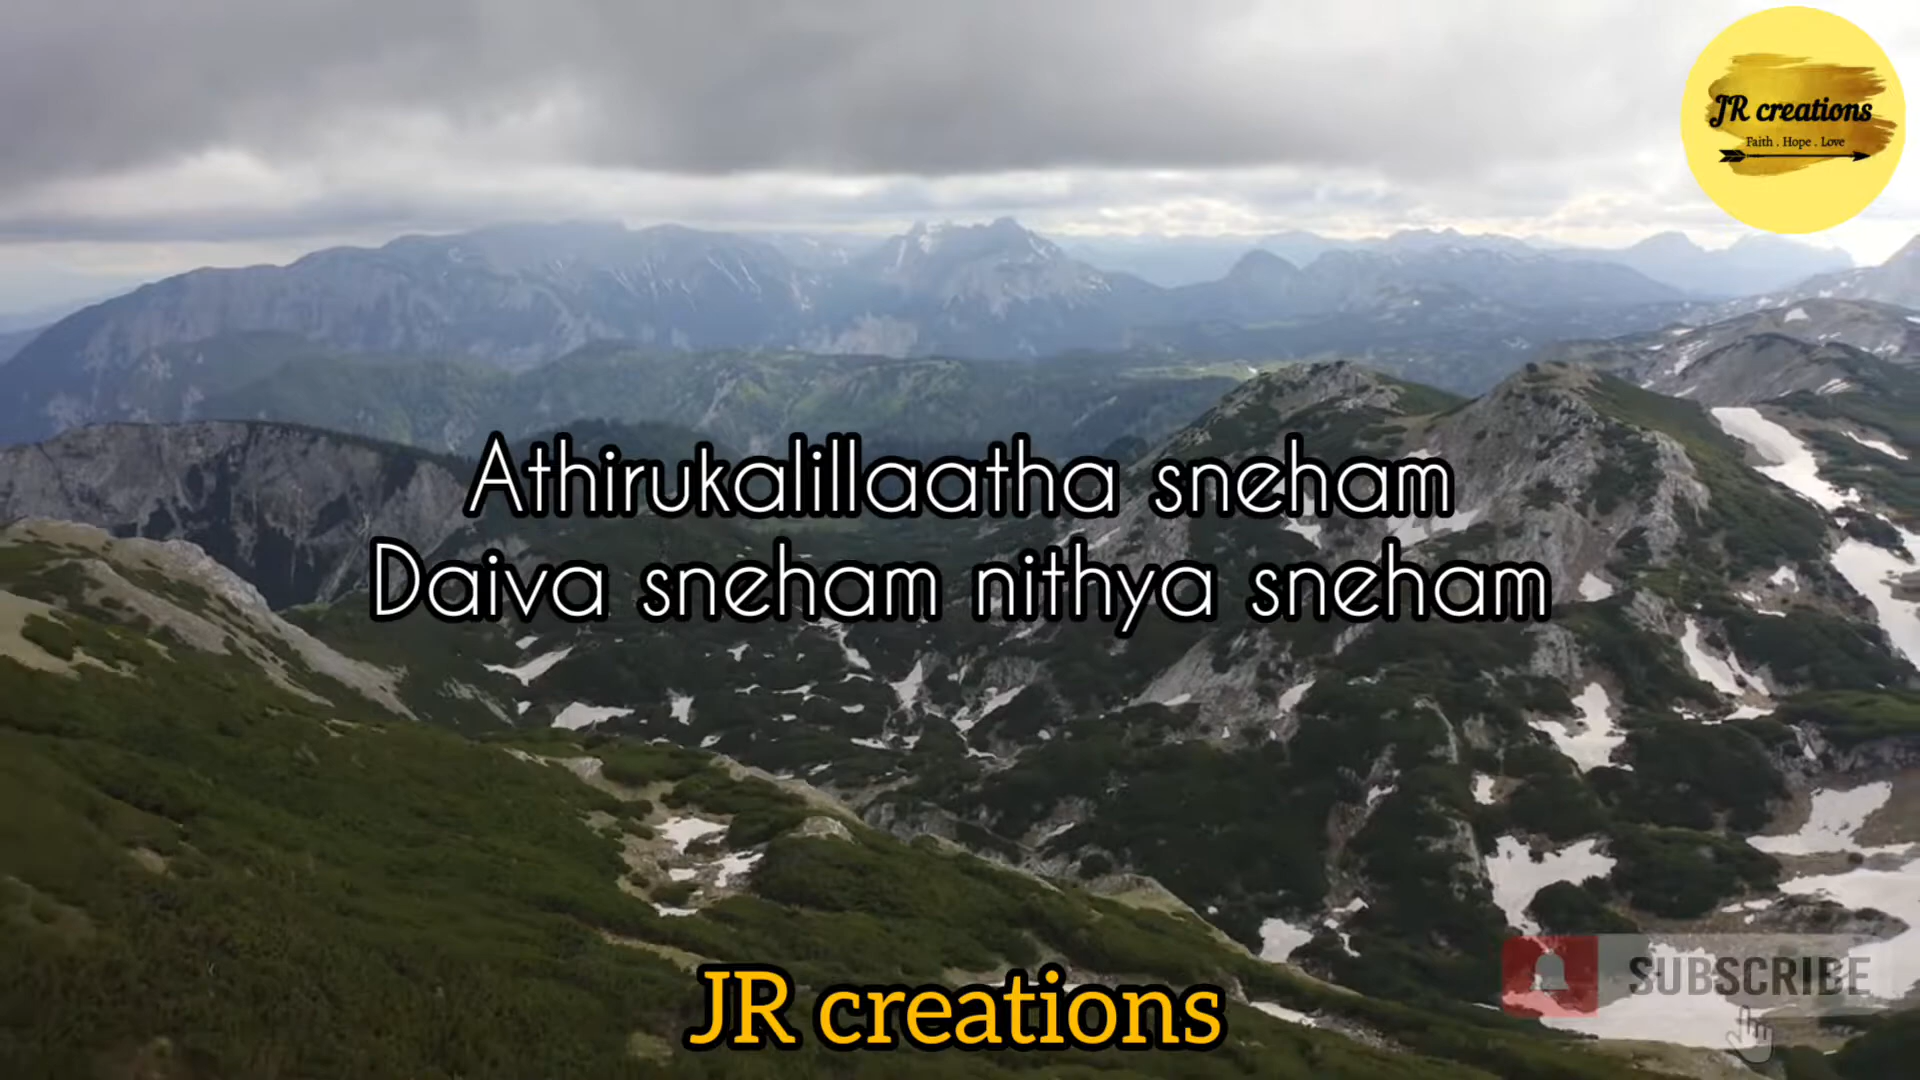 JR creations
Faith . Hope . Love
Athirukalillaatha sneham
Daiva sneham nithya sneham
JR creations
SUBSCRIBE